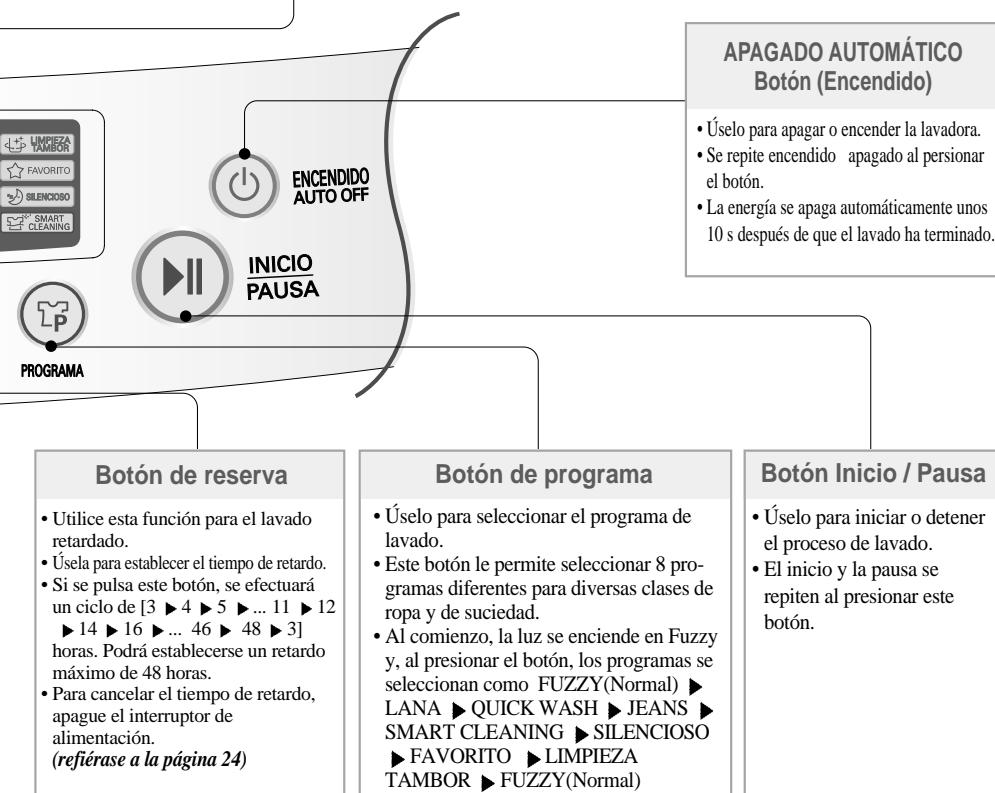 APAGADO AUTOMÁTICO
Botón (Encendido)
• Úselo para apagar o encender la lavadora.
• Se repite encendido apagado al persionar
el botón.
• La energía se apaga automáticamente unos
10 s después de que el lavado ha terminado.
LIMPIEZA
TAMBOR
FAVORITO
SILENCIOSO
SMART
CLEANING
ENCENDIDO
AUTO OFF
INICIO
PAUSA
P
PROGRAMA
Botón de reserva
• Utilice esta función para el lavado
retardado.
• Úsela para establecer el tiempo de retardo.
• Si se pulsa este botón, se efectuará
un ciclo de [3 ▶ 4 ▶ 5 ▶ ... 11 ▶ 12
▶ 14 ▶ 16 ▶ ... 46 ▶ 48 ▶ 3]
horas. Podrá establecerse un retardo
máximo de 48 horas.
• Para cancelar el tiempo de retardo,
apague el interruptor de
alimentación.
(refiérase a la página 24)
Botón de programa
• Úselo para seleccionar el programa de
lavado.
• Este botón le permite seleccionar 8 pro-
gramas diferentes para diversas clases de
ropa y de suciedad.
• Al comienzo, la luz se enciende en Fuzzy
y, al presionar el botón, los programas se
seleccionan como FUZZY(Normal) ▶
LANA ▶ QUICK WASH ▶ JEANS ▶
SMART CLEANING ▶ SILENCIOSO
▶ FAVORITO ▶ LIMPIEZA
TAMBOR ▶ FUZZY(Normal)
Botón Inicio / Pausa
• Úselo para iniciar o detener
el proceso de lavado.
• El inicio y la pausa se
repiten al presionar este
botón.